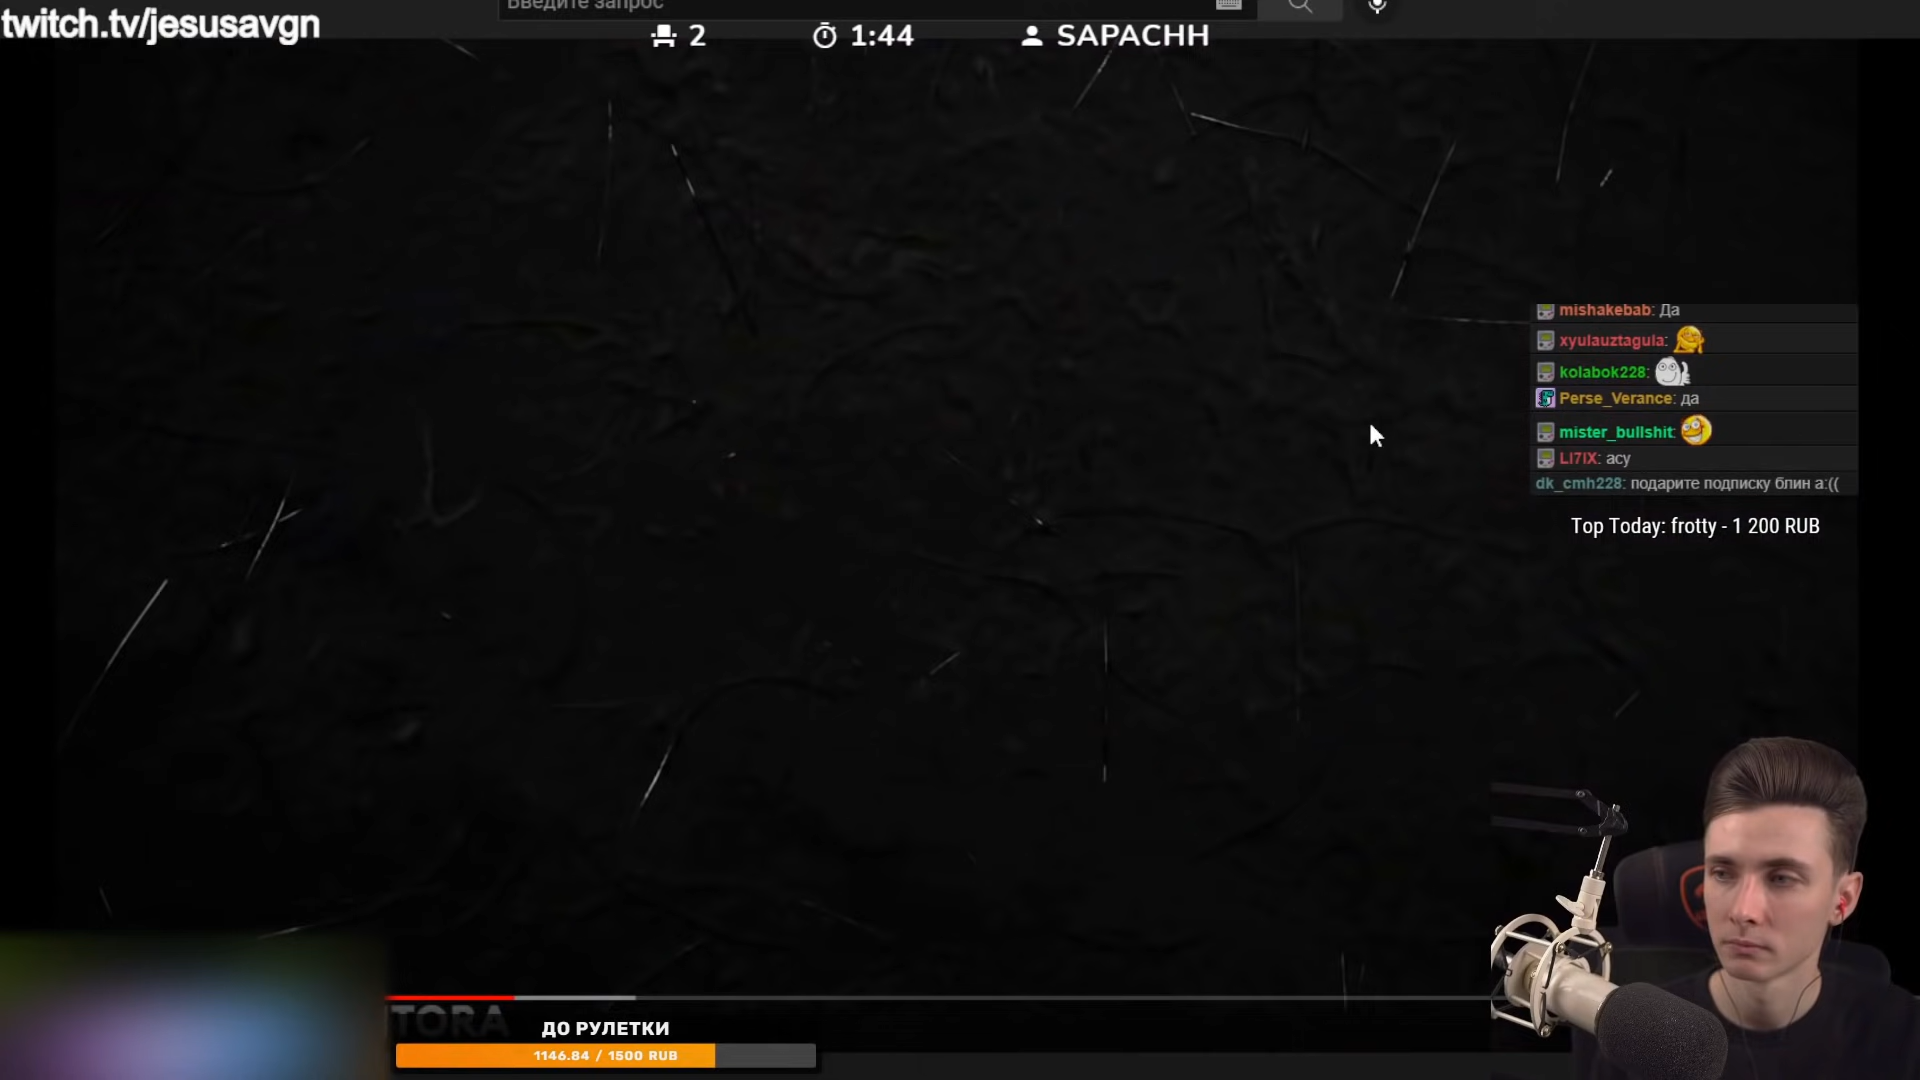 Введите запрос
twitch.tv/jesusavgn
2
1:44
SAPACHH
mishakebab: Да
xyulauztagula:
kolabok228:
Perse_Verance: да
mister_bullshit:
LI7IX: асу
dk_cmh228: подарите подписку блин а:((
Top Today: frotty - 1 200 RUB
TORA
ДО РУЛЕТКИ
1146.84 / 1500 RUB